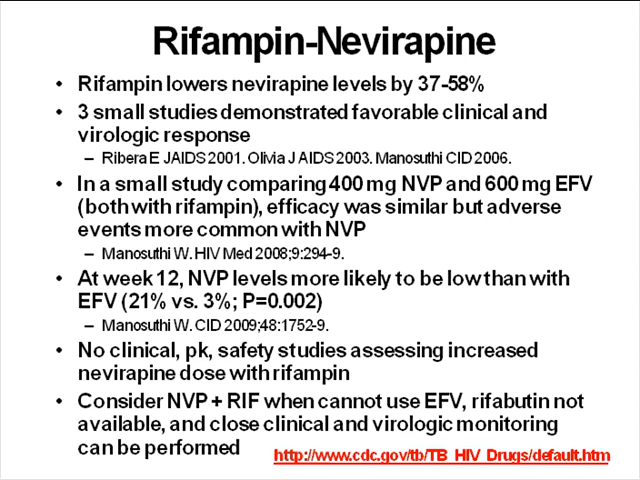 Rifampin-Nevirapine
• Rifampin lowers nevirapine levels by 37-58%
• 3 small studies demonstrated favorable clinical and
virologic response
– Ribera E JAIDS 2001. Olivia J AIDS 2003. Manosuthi CID 2006.
• In a small study comparing 400 mg NVP and 600 mg EFV
(both with rifampin), efficacy was similar but adverse
events more common with NVP
– Manosuthi W. HIV Med 2008;9:294-9.
• At week 12, NVP levels more likely to be low than with
EFV (21% vs. 3%; P=0.002)
– Manosuthi W. CID 2009;48:1752-9.
• No clinical, pk, safety studies assessing increased
nevirapine dose with rifampin
• Consider NVP + RIF when cannot use EFV, rifabutin not
available, and close clinical and virologic monitoring
can be performed
http://www.cdc.gov/tb/TB_HIV_Drugs/default.htm